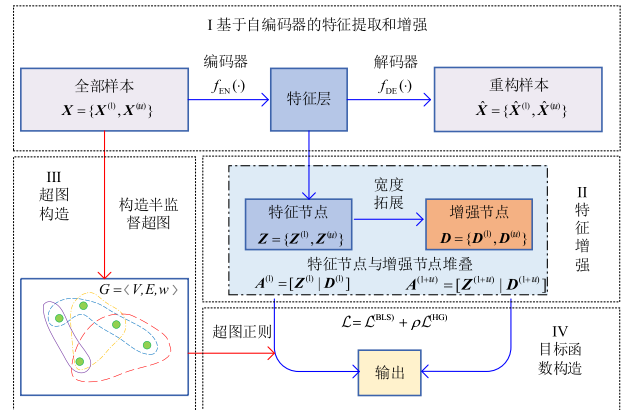 I 基于自编码器的特征提取和增强
全部样本
X={X⁽ˡ⁾,X⁽ᵘ⁾}
编码器
f_EN(·)
特征层
解码器
f_DE(·)
重构样本
X̂={X̂⁽ˡ⁾,X̂⁽ᵘ⁾}
III
超图
构造
构造半监
督超图
特征节点
Z={Z⁽ˡ⁾,Z⁽ᵘ⁾}
宽度
拓展
增强节点
D={D⁽ˡ⁾,D⁽ᵘ⁾}
特征节点与增强节点堆叠
A⁽ˡ⁾=[Z⁽ˡ⁾|D⁽ˡ⁾]
A⁽ˡ⁺ᵘ⁾=[Z⁽ˡ⁺ᵘ⁾|D⁽ˡ⁺ᵘ⁾]
II
特
征
增
强
G=⟨V,E,w⟩
超图正则
ℒ=ℒ⁽ᴮᴸˢ⁾+ρℒ⁽ᴴᴳ⁾
输出
IV
目标函
数构造